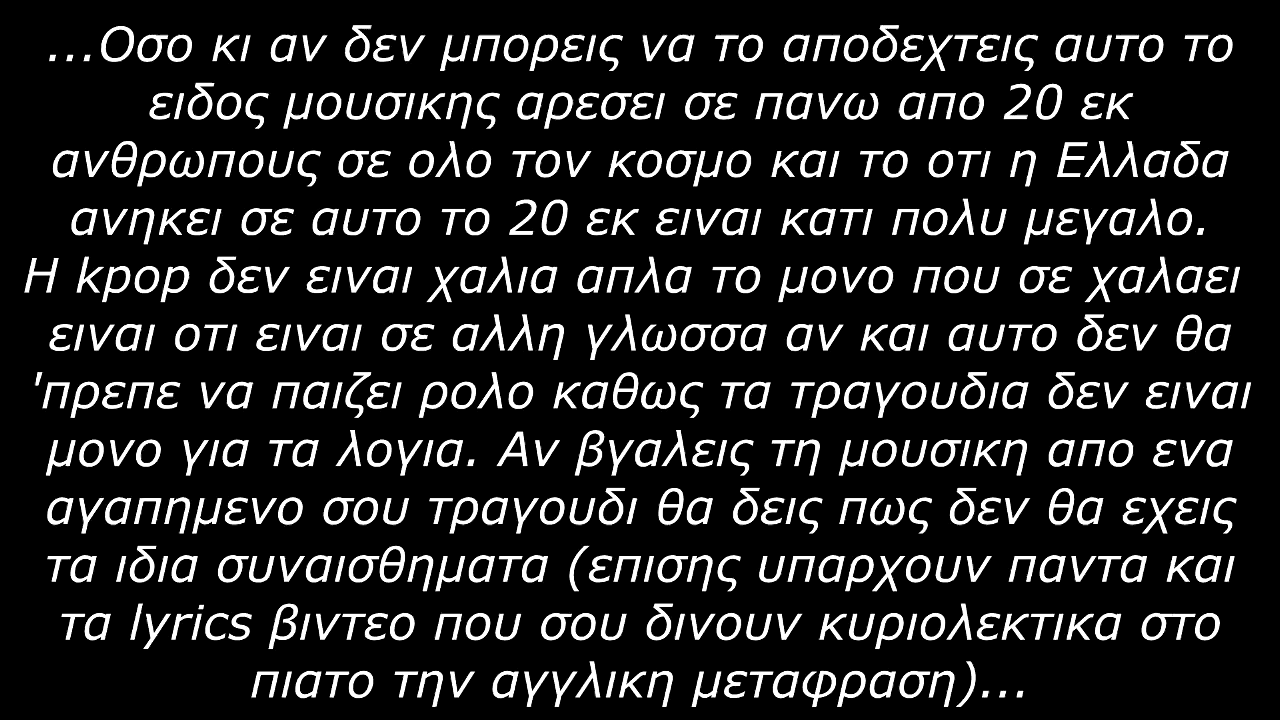 ...Οσο κι αν δεν μπορεις να το αποδεχτεις αυτο το
ειδος μουσικης αρεσει σε πανω απο 20 εκ
ανθρωπους σε ολο τον κοσμο και το οτι η Ελλαδα
ανηκει σε αυτο το 20 εκ ειναι κατι πολυ μεγαλο.
Η kpop δεν ειναι χαλια απλα το μονο που σε χαλαει
ειναι οτι ειναι σε αλλη γλωσσα αν και αυτο δεν θα
'πρεπε να παιζει ρολο καθως τα τραγουδια δεν ειναι
μονο για τα λογια. Αν βγαλεις τη μουσικη απο ενα
αγαπημενο σου τραγουδι θα δεις πως δεν θα εχεις
τα ιδια συναισθηματα (επισης υπαρχουν παντα και
τα lyrics βιντεο που σου δινουν κυριολεκτικα στο
πιατο την αγγλικη μεταφραση)...